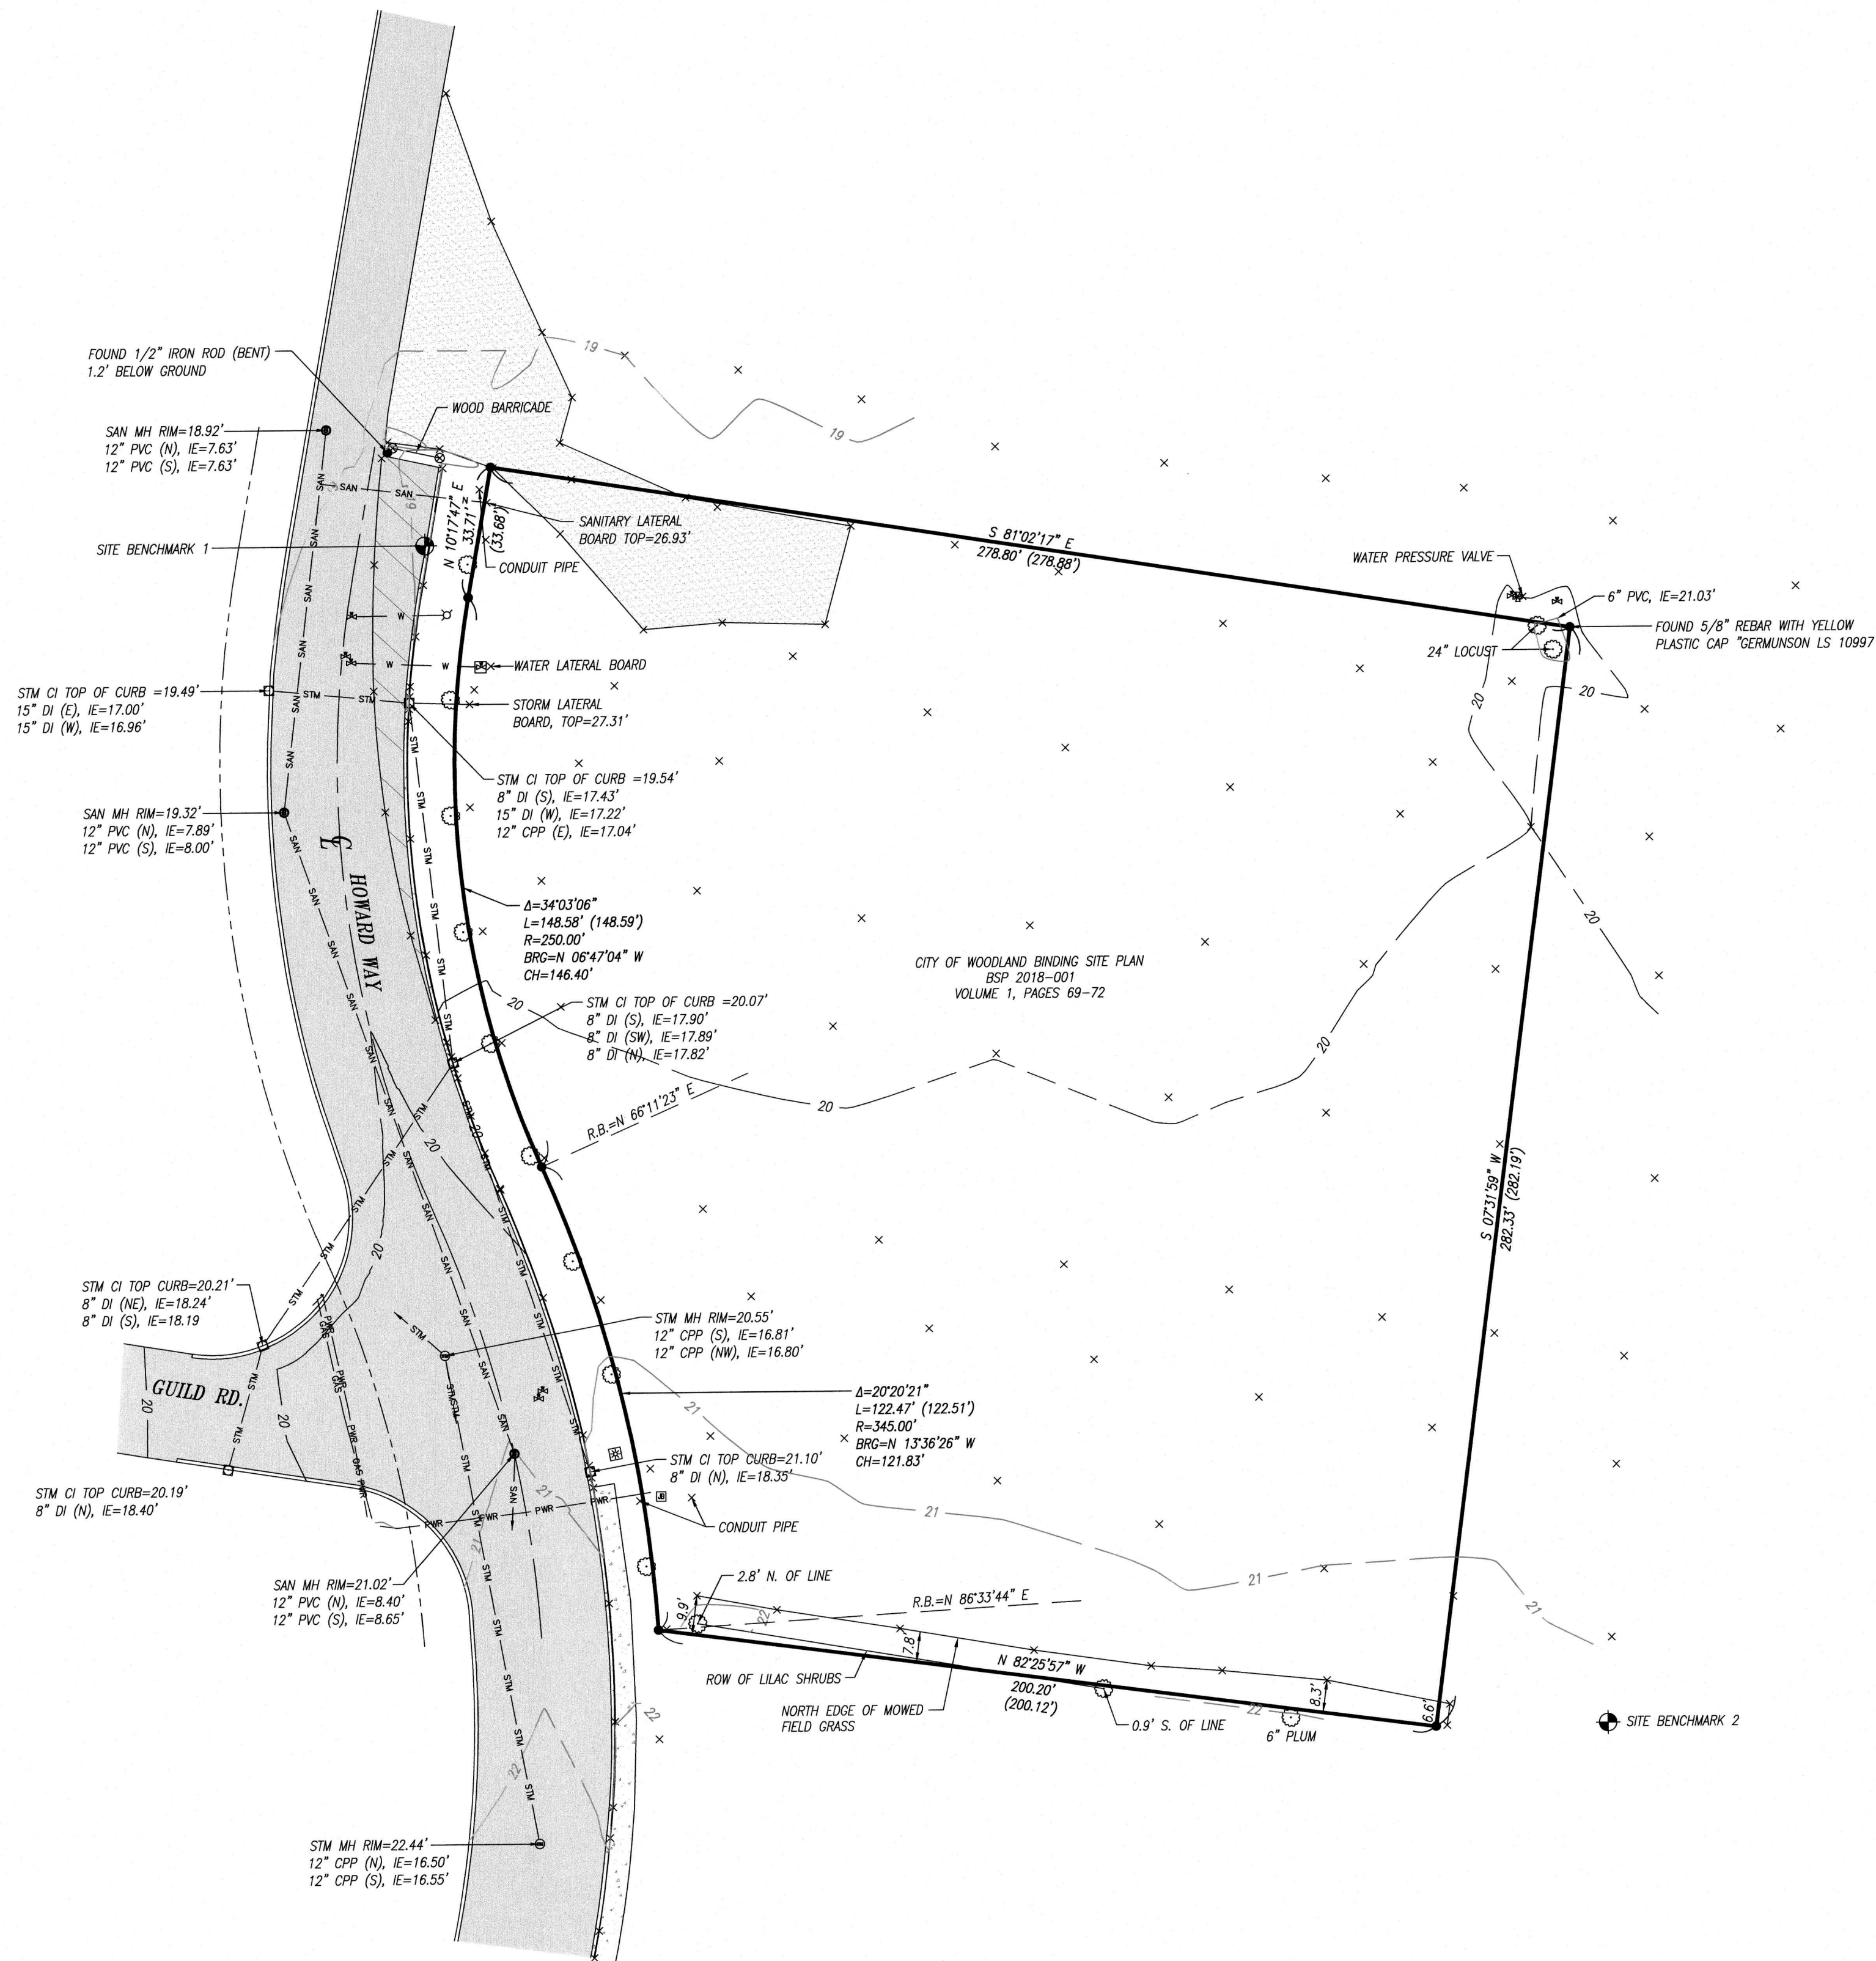 19
19
FOUND 1/2" IRON ROD (BENT)
1.2' BELOW GROUND
WOOD BARRICADE
SAN MH RIM=18.92'
12" PVC (N), IE=7.63'
12" PVC (S), IE=7.63'
SAN
SAN
19
N 10°17'47" E
33.71'
(33.68')
SANITARY LATERAL
BOARD TOP=26.93'
SITE BENCHMARK 1
CONDUIT PIPE
S 81°02'17" E
278.80' (278.88')
WATER PRESSURE VALVE
6" PVC, IE=21.03'
FOUND 5/8" REBAR WITH YELLOW
PLASTIC CAP "GERMUNSON LS 10997
24" LOCUST
20
20
20
W
W
W
WATER LATERAL BOARD
STM CI TOP OF CURB =19.49'
15" DI (E), IE=17.00'
15" DI (W), IE=16.96'
STM
STM
STORM LATERAL
BOARD, TOP=27.31'
STM CI TOP OF CURB =19.54'
8" DI (S), IE=17.43'
15" DI (W), IE=17.22'
12" CPP (E), IE=17.04'
SAN MH RIM=19.32'
12" PVC (N), IE=7.89'
12" PVC (S), IE=8.00'
CL
HOWARD WAY
Δ=34°03'06"
L=148.58' (148.59')
R=250.00'
BRG=N 06°47'04" W
CH=146.40'
CITY OF WOODLAND BINDING SITE PLAN
BSP 2018-001
VOLUME 1, PAGES 69-72
STM CI TOP OF CURB =20.07'
8" DI (S), IE=17.90'
8" DI (SW), IE=17.89'
8" DI (N), IE=17.82'
20
20
20
20
20
R.B.=N 66°11'23" E
S 07°31'59" W
282.33' (282.19')
STM CI TOP CURB=20.21'
8" DI (NE), IE=18.24'
8" DI (S), IE=18.19
20
STM MH RIM=20.55'
12" CPP (S), IE=16.81'
12" CPP (NW), IE=16.80'
GUILD RD.
20
20
Δ=20°20'21"
L=122.47' (122.51')
R=345.00'
BRG=N 13°36'26" W
CH=121.83'
21
STM CI TOP CURB=21.10'
8" DI (N), IE=18.35'
STM CI TOP CURB=20.19'
8" DI (N), IE=18.40'
PWR
PWR
PWR
PWR
JB
CONDUIT PIPE
21
21
21
21
21
SAN MH RIM=21.02'
12" PVC (N), IE=8.40'
12" PVC (S), IE=8.65'
2.8' N. OF LINE
R.B.=N 86°33'44" E
9.9'
22
7.8'
ROW OF LILAC SHRUBS
N 82°25'57" W
200.20'
(200.12')
NORTH EDGE OF MOWED
FIELD GRASS
0.9' S. OF LINE
22
8.3'
6.6'
6" PLUM
SITE BENCHMARK 2
22
22
STM MH RIM=22.44'
12" CPP (N), IE=16.50'
12" CPP (S), IE=16.55'